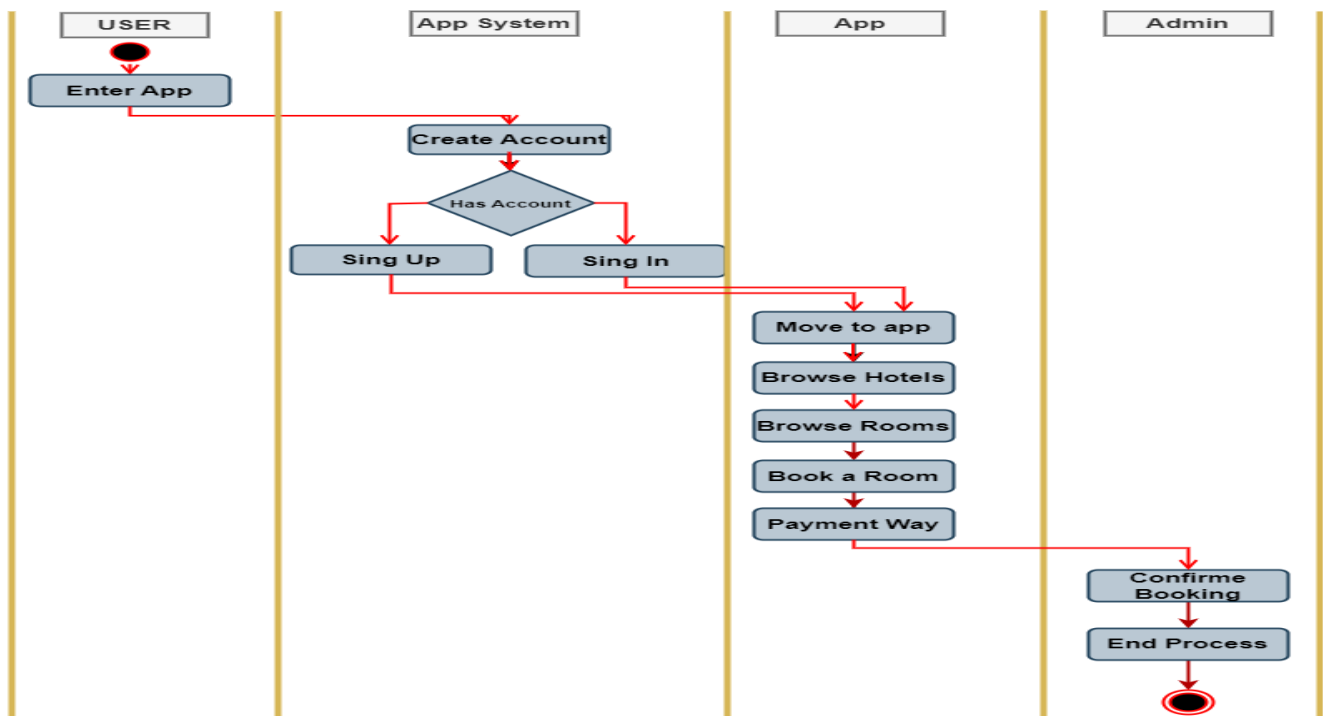 USER
App System
App
Admin
Enter App
Create Account
Has Account
Sing Up
Sing In
Move to app
Browse Hotels
Browse Rooms
Book a Room
Payment Way
Confirme
Booking
End Process